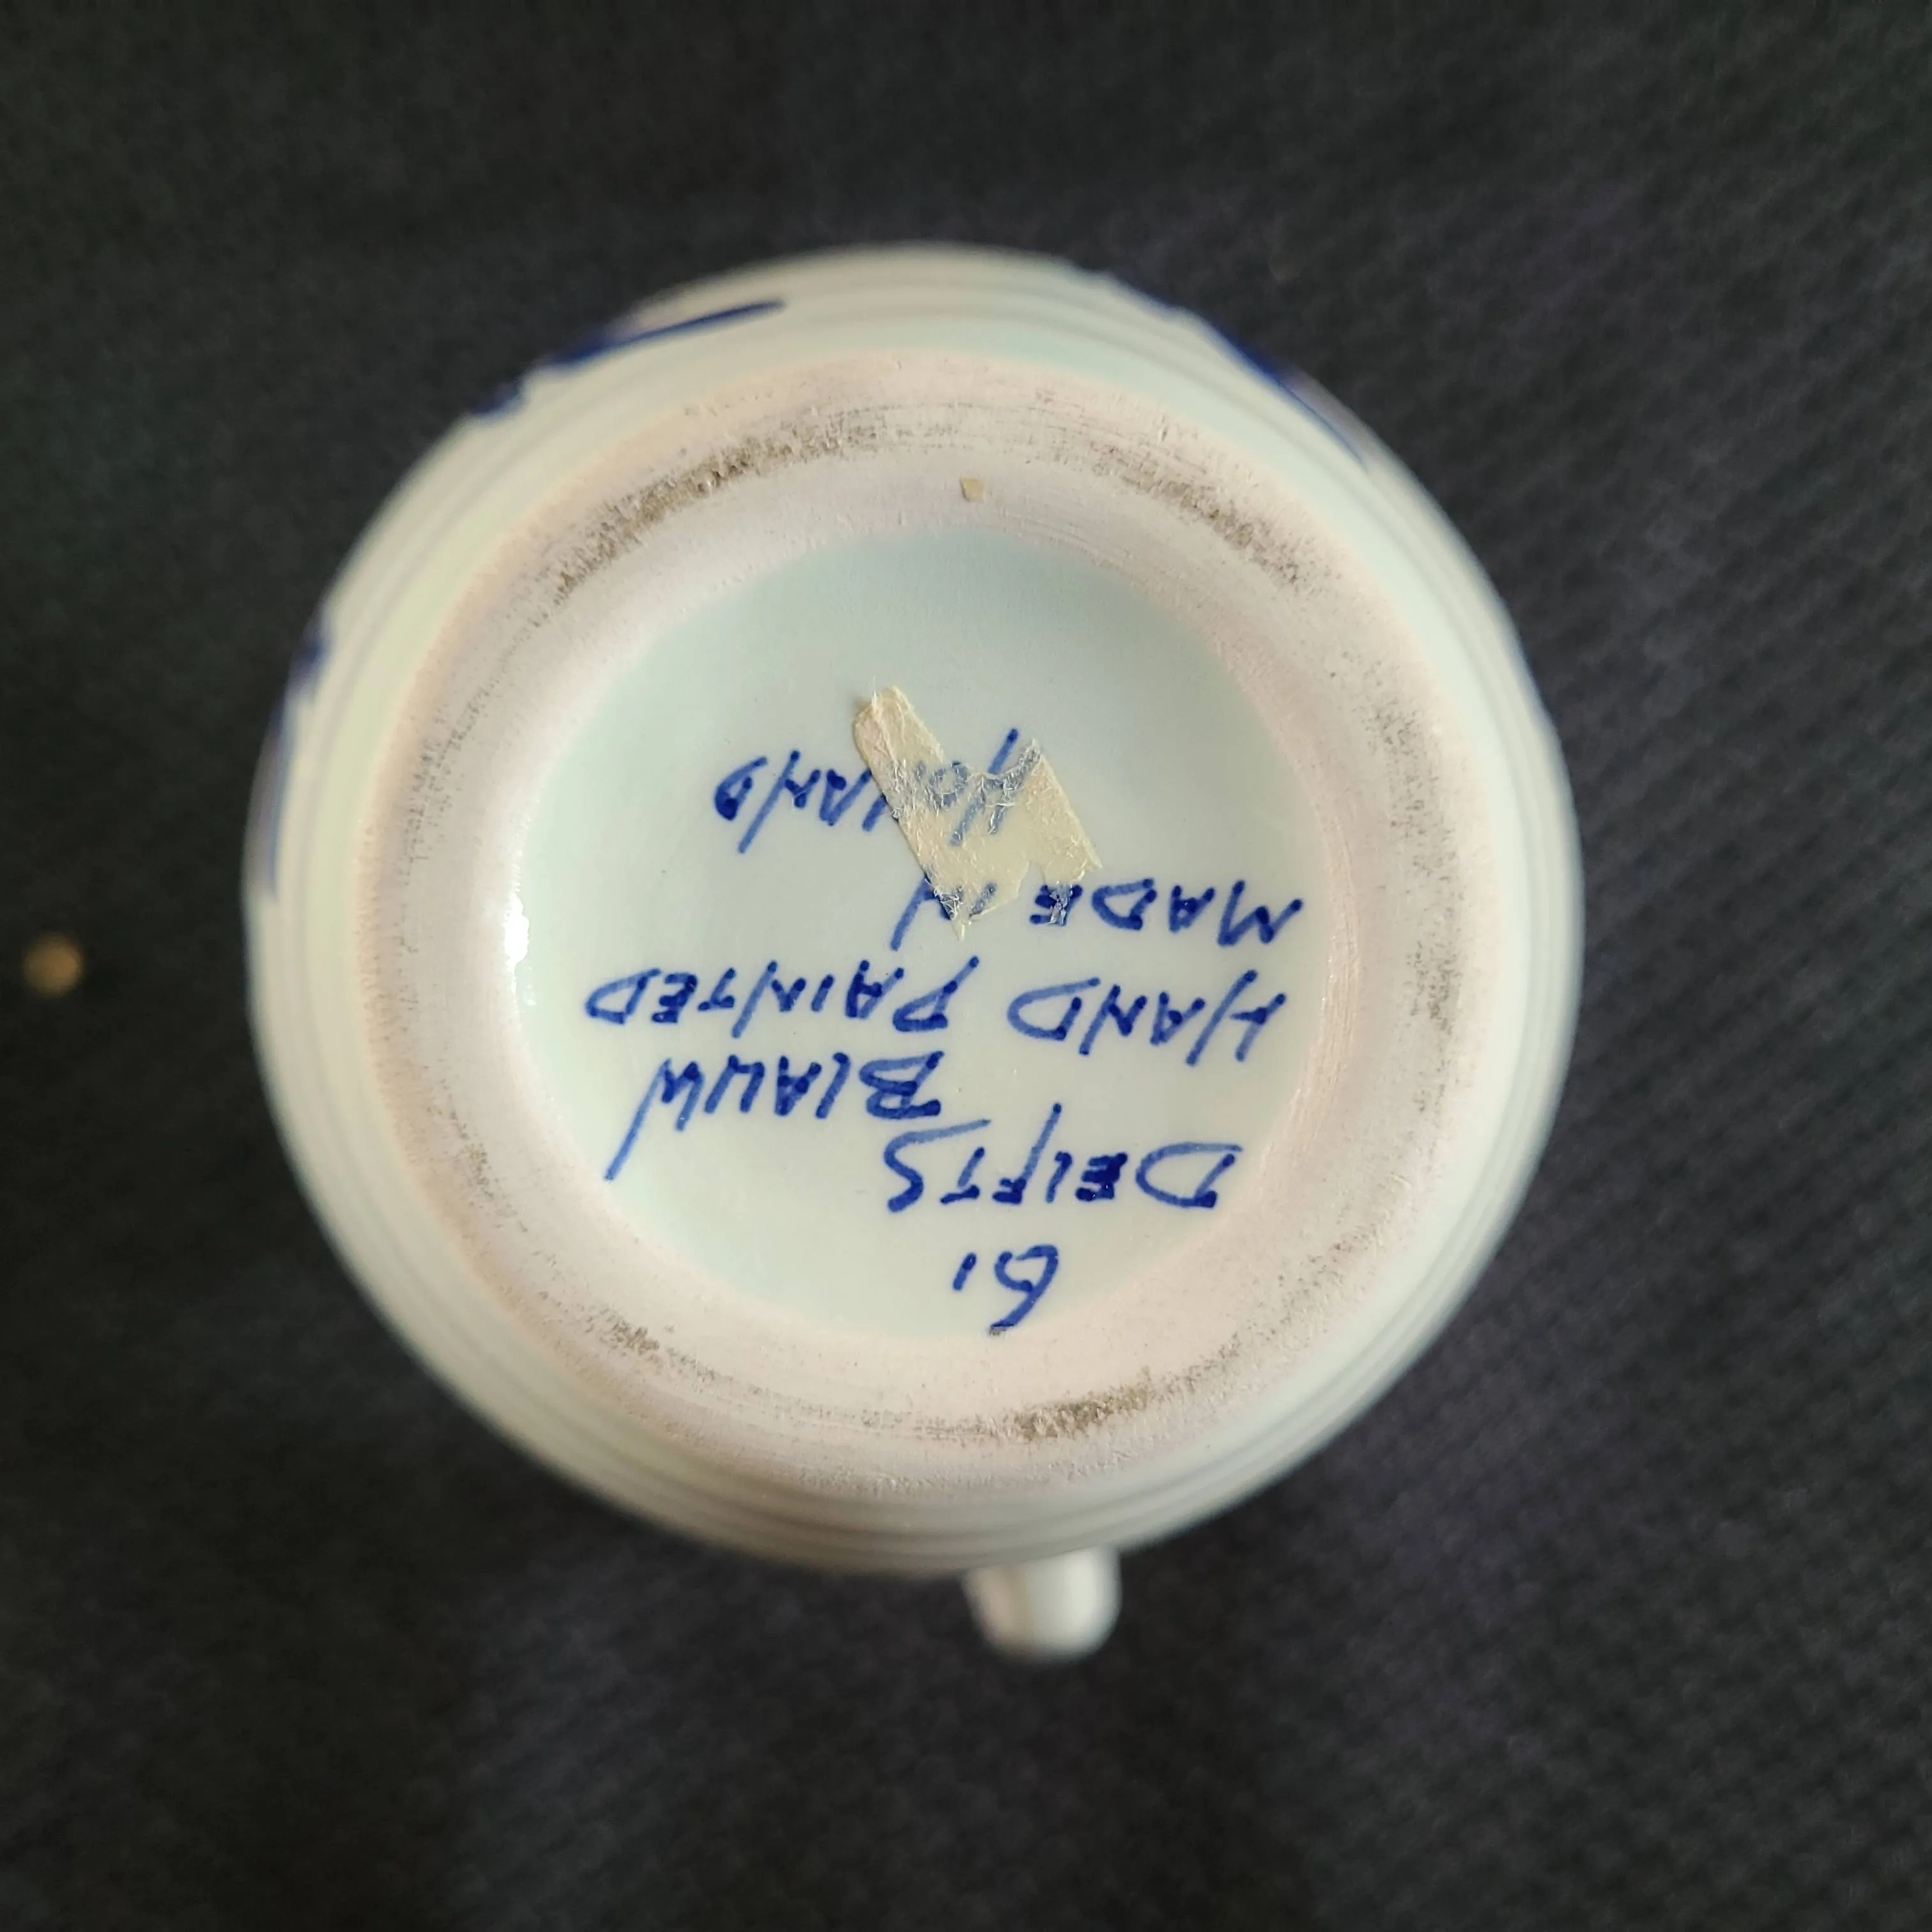 61
DELFTS
BLAUW
HAND PAINTED
MADE IN
HOLLAND